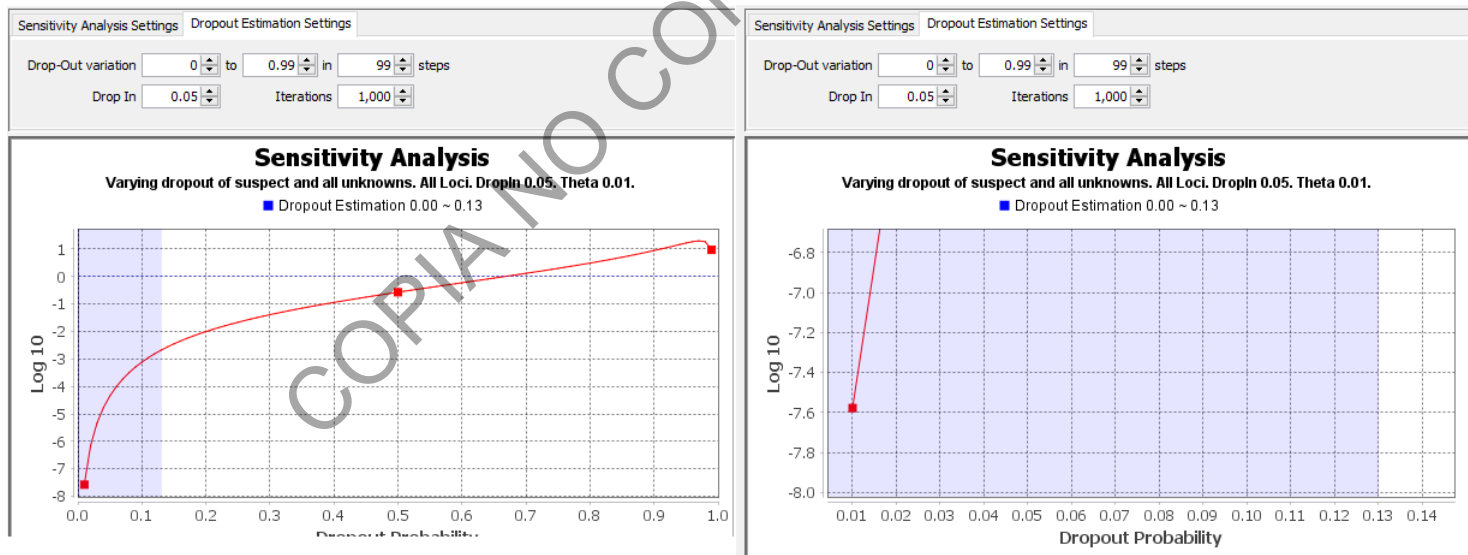 Sensitivity Analysis Settings Dropout Estimation Settings
Drop-Out variation 0 to 0.99 in 99 steps
Drop In 0.05 Iterations 1,000
Sensitivity Analysis
Varying dropout of suspect and all unknowns. All Loci. DropIn 0.05. Theta 0.01.
Dropout Estimation 0.00 ~ 0.13
Log 10
1
0
-1
-2
-3
-4
-5
-6
-7
-8
0.0 0.1 0.2 0.3 0.4 0.5 0.6 0.7 0.8 0.9 1.0
Dropout Probability
Sensitivity Analysis Settings Dropout Estimation Settings
Drop-Out variation 0 to 0.99 in 99 steps
Drop In 0.05 Iterations 1,000
Sensitivity Analysis
Varying dropout of suspect and all unknowns. All Loci. DropIn 0.05. Theta 0.01.
Dropout Estimation 0.00 ~ 0.13
Log 10
-6.8
-7.0
-7.2
-7.4
-7.6
-7.8
-8.0
0.01 0.02 0.03 0.04 0.05 0.06 0.07 0.08 0.09 0.10 0.11 0.12 0.13 0.14
Dropout Probability
COPIA NO CO